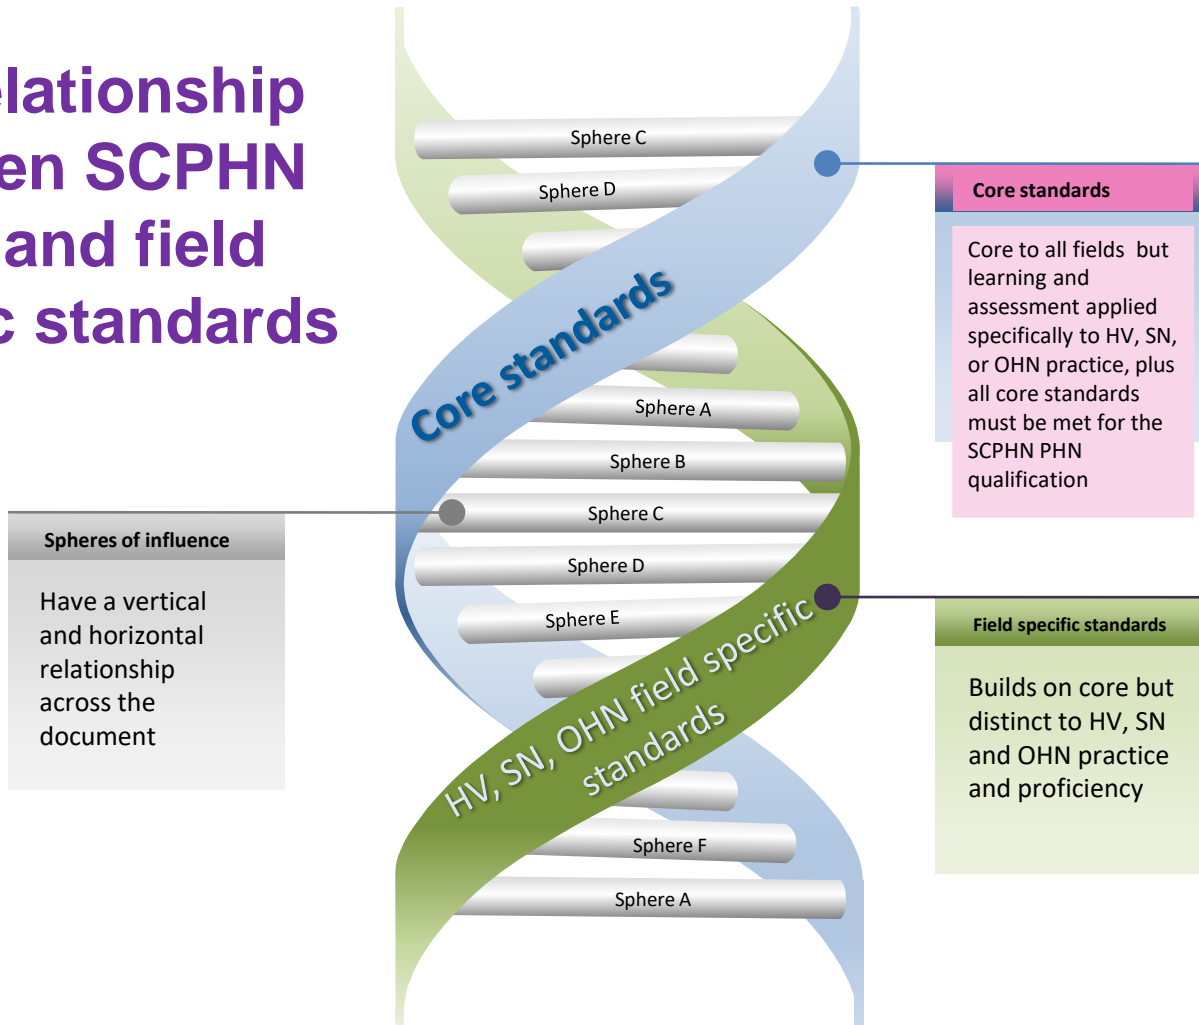 elationship
en SCPHN
and field
c standards
Sphere C
Sphere D
Core standards
Core standards
Core to all fields but
learning and
assessment applied
specifically to HV, SN,
or OHN practice, plus
all core standards
must be met for the
SCPHN PHN
qualification
Sphere A
Sphere B
Sphere C
Sphere D
Sphere E
Spheres of influence
Have a vertical
and horizontal
relationship
across the
document
HV, SN, OHN field specific
standards
Field specific standards
Builds on core but
distinct to HV, SN
and OHN practice
and proficiency
Sphere F
Sphere A